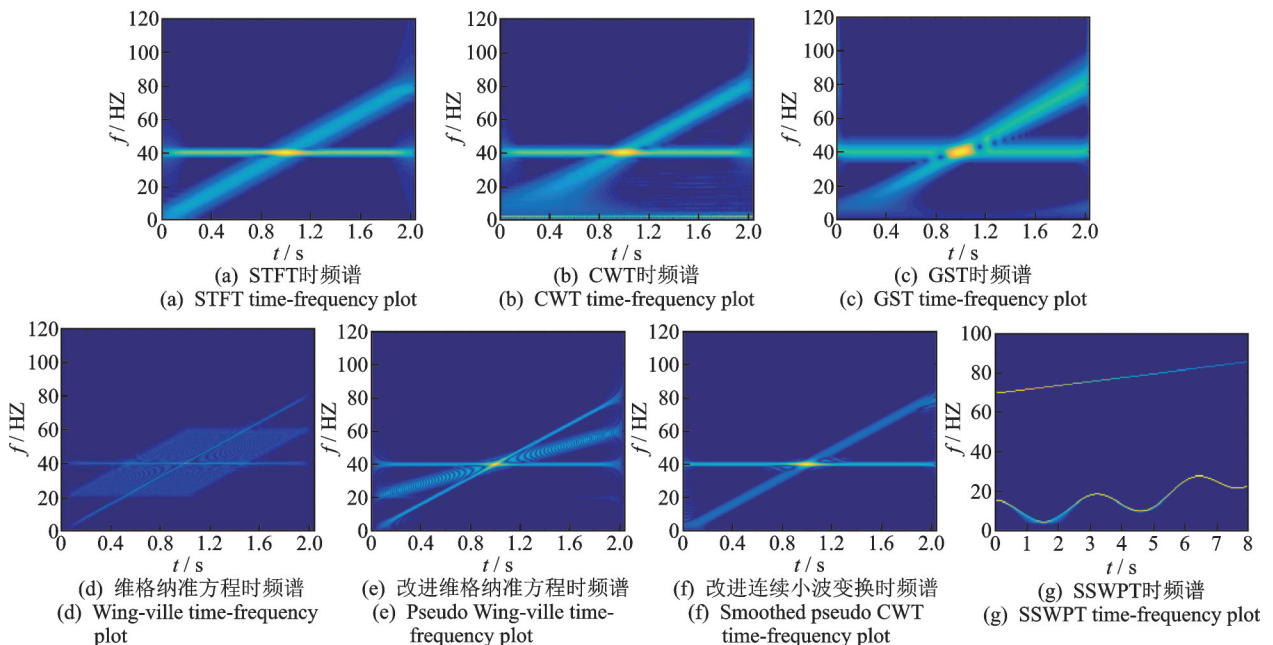 120
100
80
60
40
20
0
f / HZ
0 0.4 0.8 1.2 1.6 2.0
t / s
(a) STFT时频谱
(a) STFT time-frequency plot
120
100
80
60
40
20
0
f / HZ
0 0.4 0.8 1.2 1.6 2.0
t / s
(b) CWT时频谱
(b) CWT time-frequency plot
120
100
80
60
40
20
0
f / HZ
0 0.4 0.8 1.2 1.6 2.0
t / s
(c) GST时频谱
(c) GST time-frequency plot
120
100
80
60
40
20
0
f / HZ
0 0.4 0.8 1.2 1.6 2.0
t / s
(d) 维格纳准方程时频谱
(d) Wing-ville time-frequency
plot
120
100
80
60
40
20
0
f / HZ
0 0.4 0.8 1.2 1.6 2.0
t / s
(e) 改进维格纳准方程时频谱
(e) Pseudo Wing-ville time-
frequency plot
120
100
80
60
40
20
0
f / HZ
0 0.4 0.8 1.2 1.6 2.0
t / s
(f) 改进连续小波变换时频谱
(f) Smoothed pseudo CWT
time-frequency plot
100
80
60
40
20
0
f / HZ
0 1 2 3 4 5 6 7 8
t / s
(g) SSWPT时频谱
(g) SSWPT time-frequency plot